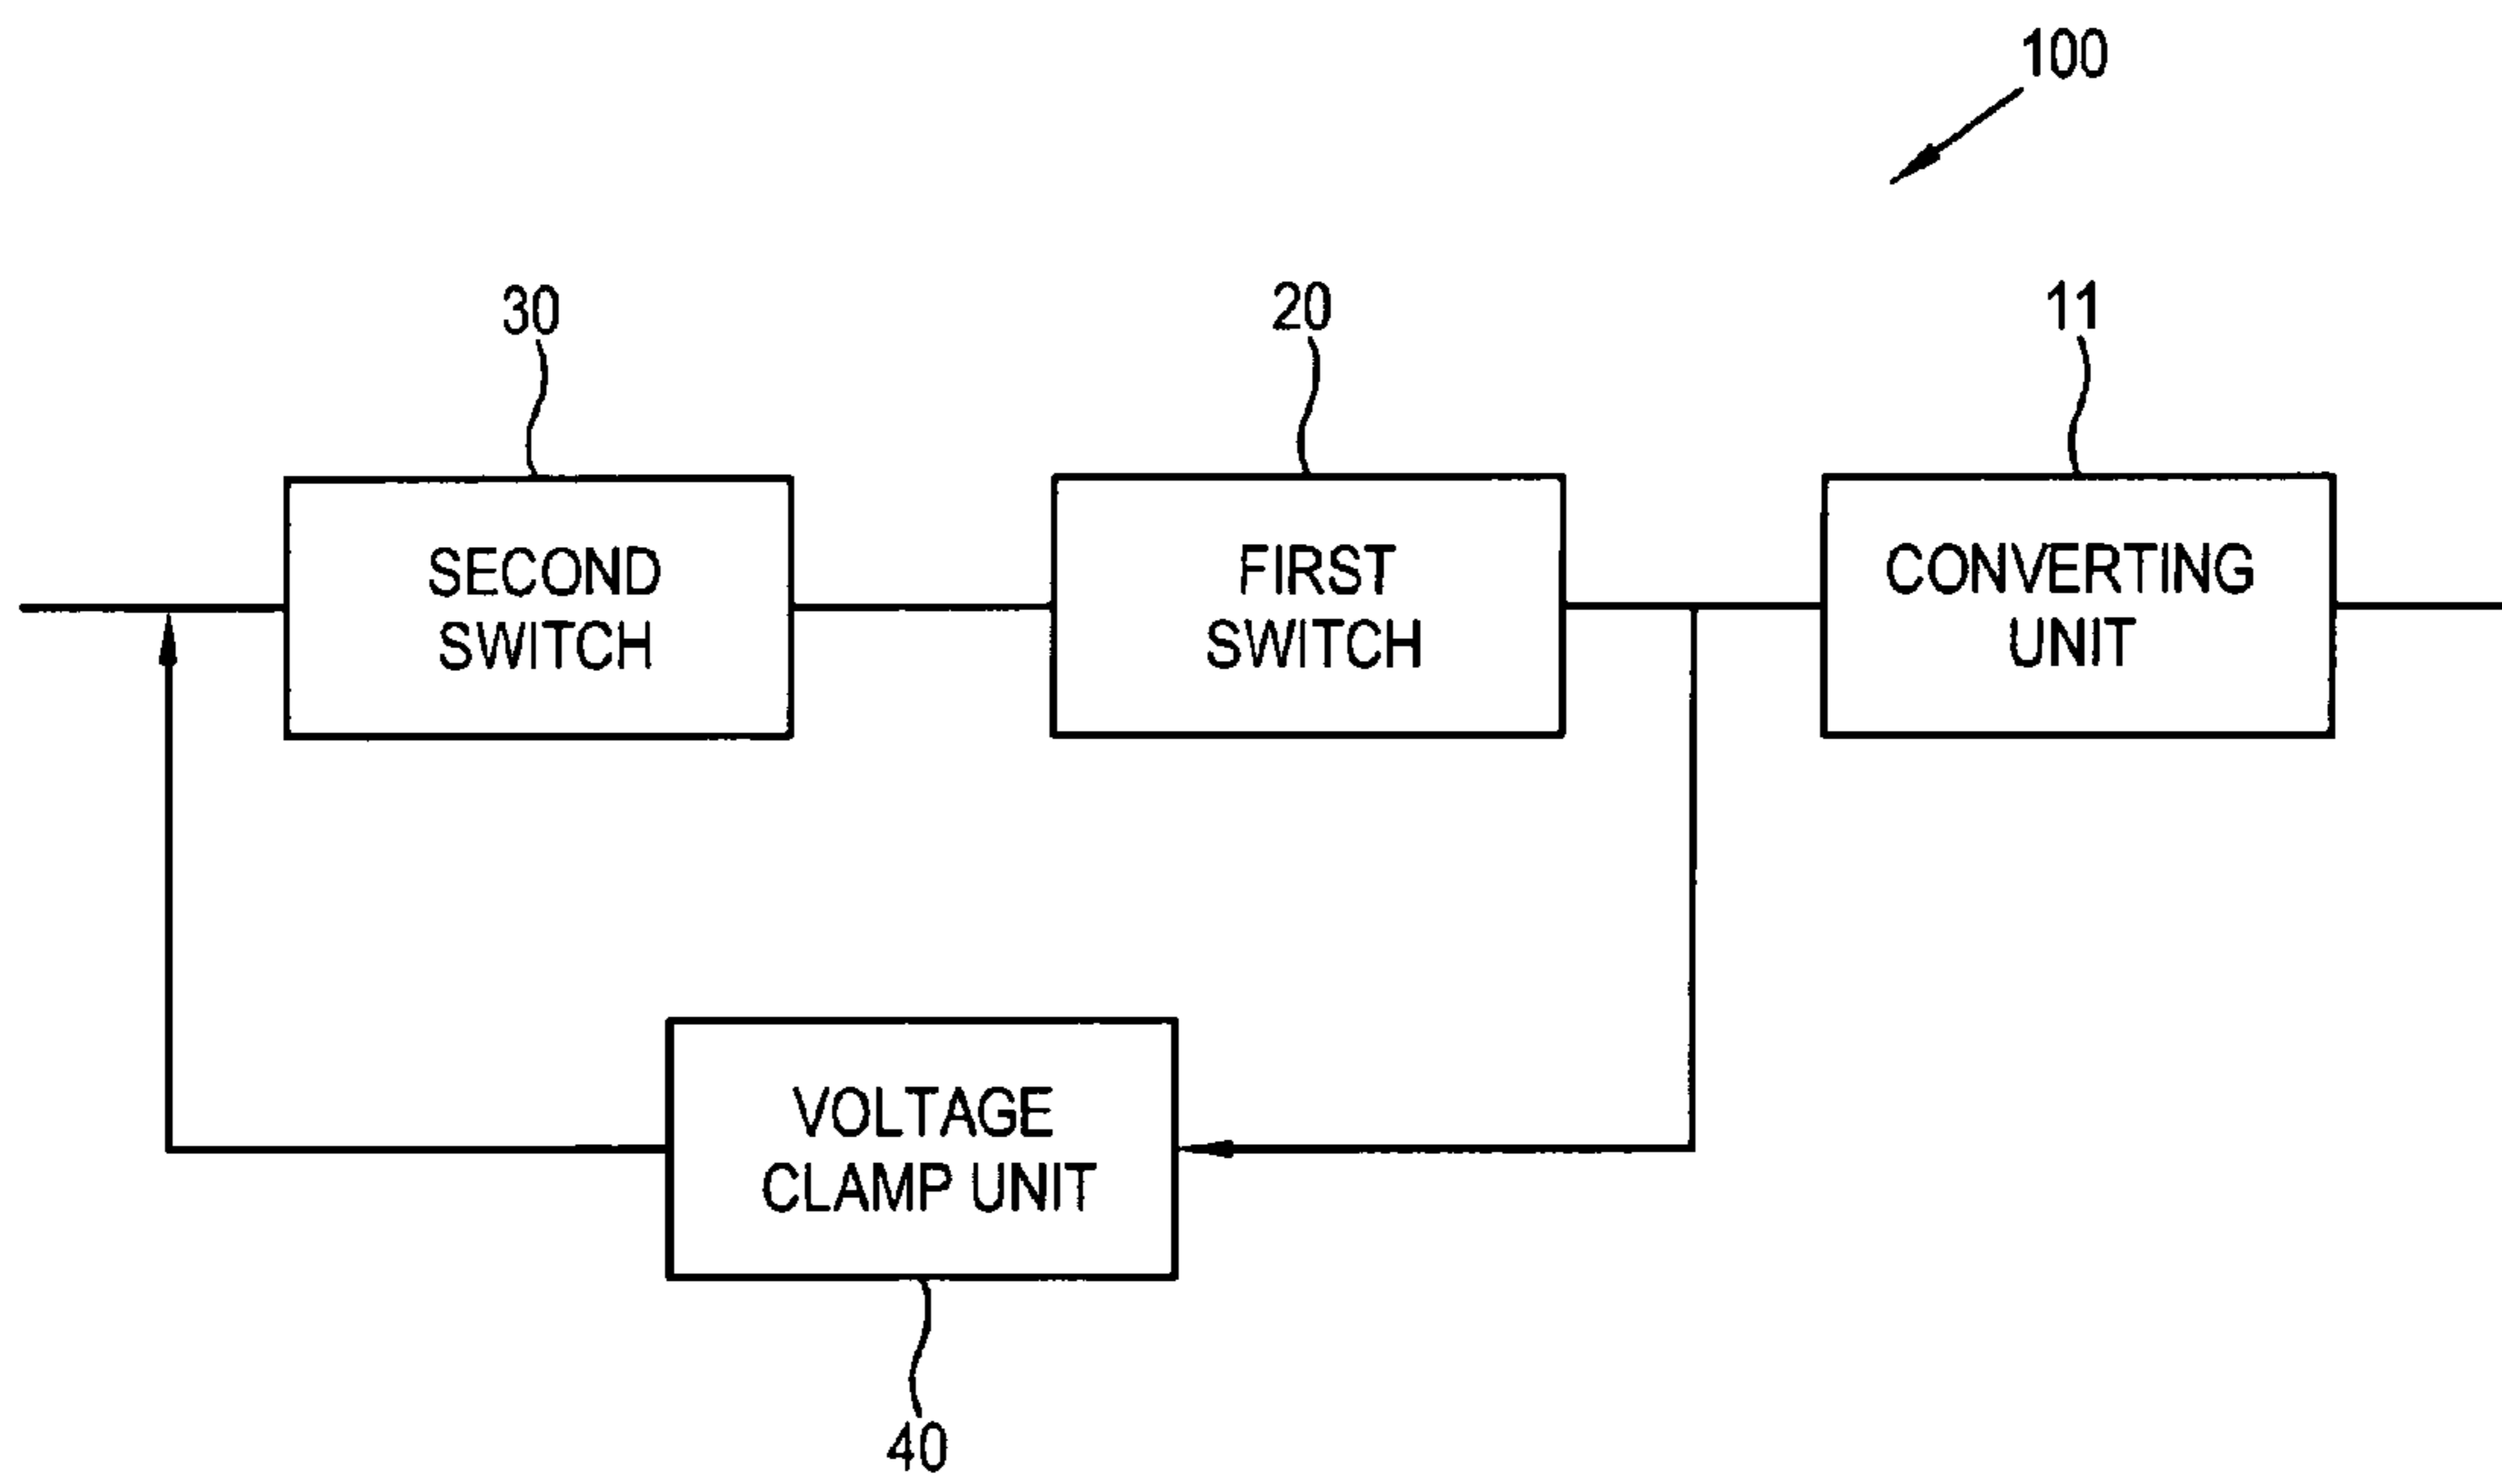 100
30
20
11
SECOND
SWITCH
FIRST
SWITCH
CONVERTING
UNIT
VOLTAGE
CLAMP UNIT
40